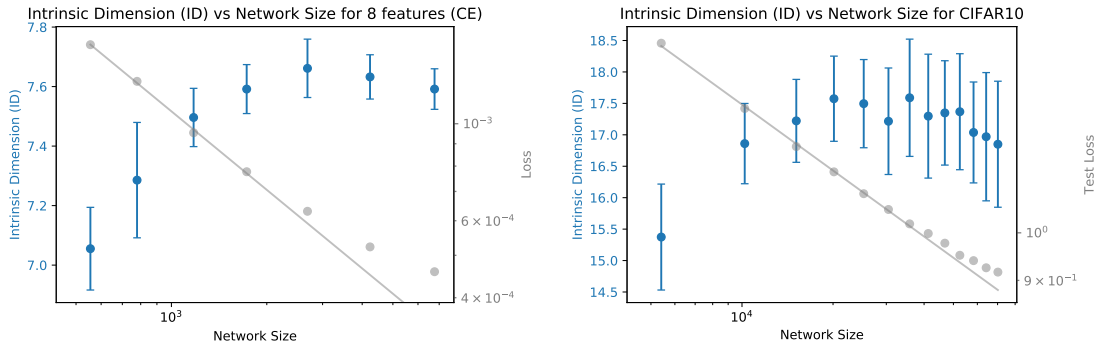 Intrinsic Dimension (ID) vs Network Size for 8 features (CE)
7.8
7.6
7.4
7.2
7.0
Intrinsic Dimension (ID)
10⁻³
6 × 10⁻⁴
4 × 10⁻⁴
Loss
10³
Network Size
Intrinsic Dimension (ID) vs Network Size for CIFAR10
18.5
18.0
17.5
17.0
16.5
16.0
15.5
15.0
14.5
Intrinsic Dimension (ID)
10⁰
9 × 10⁻¹
Test Loss
10⁴
Network Size